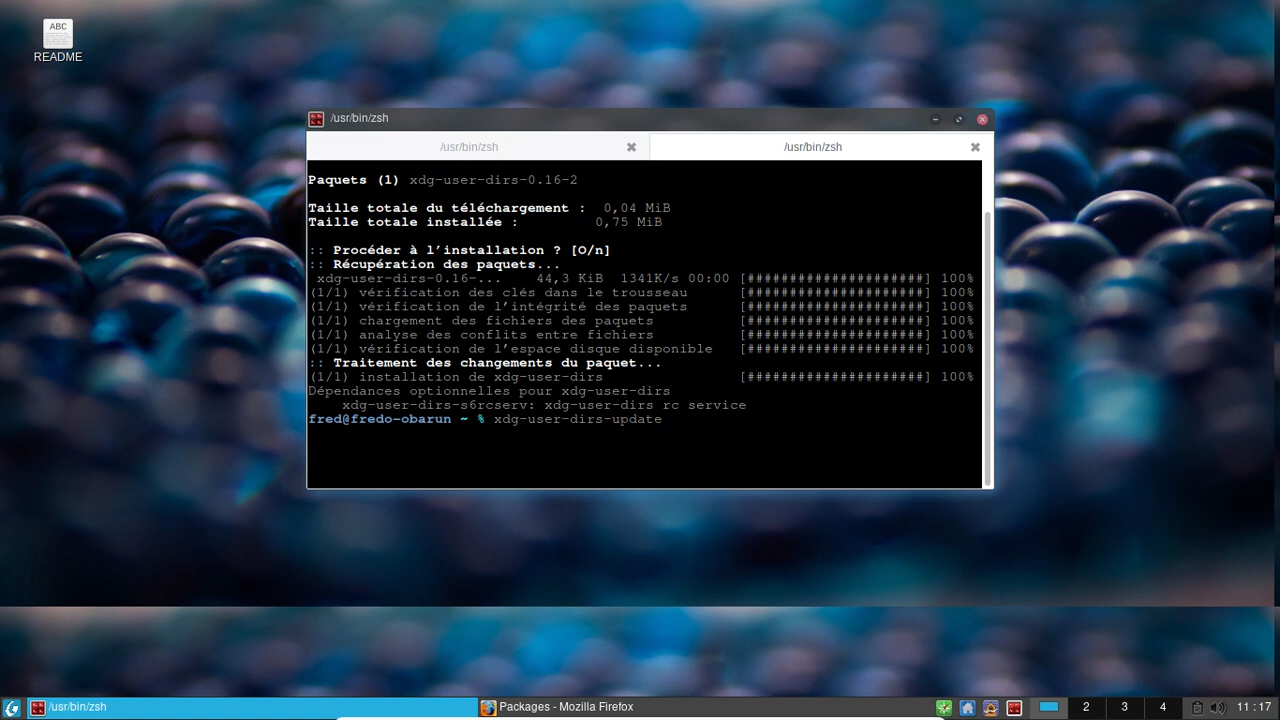 ABC
README
/usr/bin/zsh
/usr/bin/zsh ✖ /usr/bin/zsh ✖
Paquets (1) xdg-user-dirs-0.16-2
Taille totale du téléchargement :  0,04 MiB
Taille totale installée :         0,75 MiB
:: Procéder à l’installation ? [O/n]
:: Récupération des paquets...
xdg-user-dirs-0.16-... 44,3 KiB 1341K/s 00:00 [#####################] 100%
(1/1) vérification des clés dans le trousseau [#####################] 100%
(1/1) vérification de l’intégrité des paquets [#####################] 100%
(1/1) chargement des fichiers des paquets [#####################] 100%
(1/1) analyse des conflits entre fichiers [#####################] 100%
(1/1) vérification de l’espace disque disponible [#####################] 100%
:: Traitement des changements du paquet...
(1/1) installation de xdg-user-dirs [#####################] 100%
Dépendances optionnelles pour xdg-user-dirs
xdg-user-dirs-s6rcserv: xdg-user-dirs rc service
fred@fredo-obarun ~ % xdg-user-dirs-update
/usr/bin/zsh Packages - Mozilla Firefox 2 3 4 11 : 17